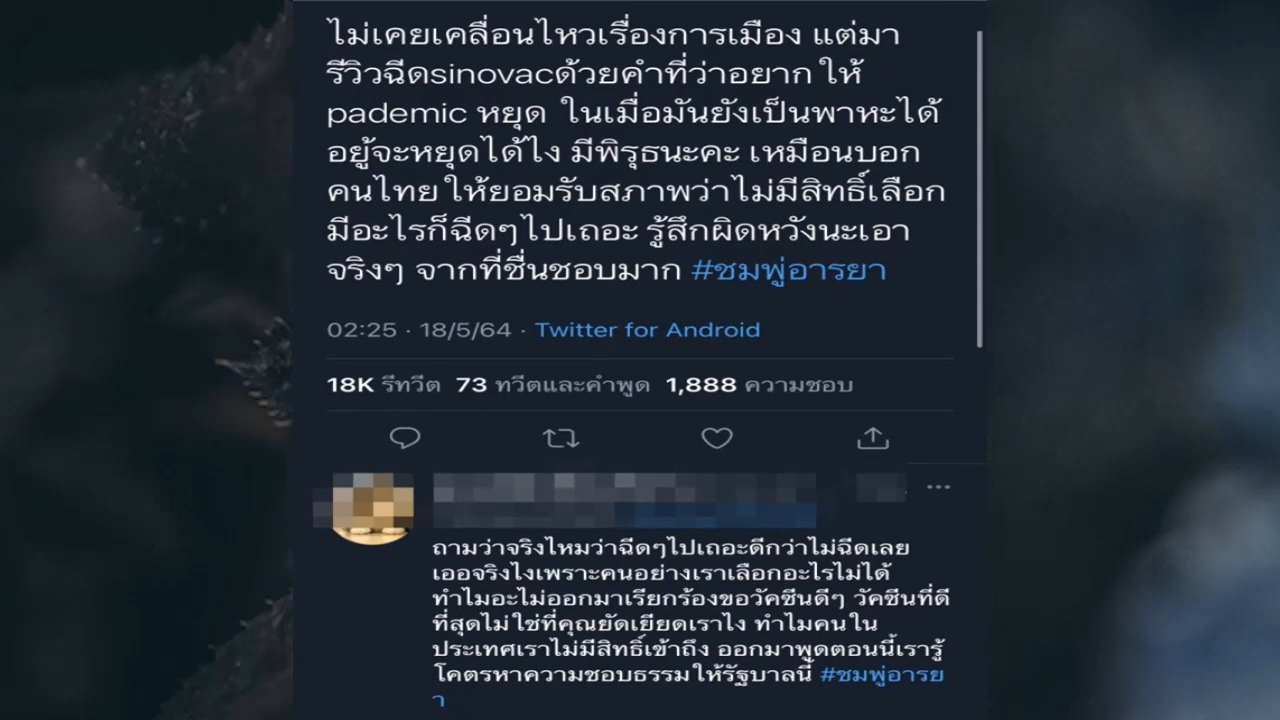 ไม่เคยเคลื่อนไหวเรื่องการเมือง แต่มา
รีวิวฉีดsinovacด้วยคำที่ว่าอยาก ให้
pademic หยุด ในเมื่อมันยังเป็นพาหะได้
อยู้จะหยุดได้ไง มีพิรุธนะคะ เหมือนบอก
คนไทย ให้ยอมรับสภาพว่าไม่มีสิทธิ์เลือก
มีอะไรก็ฉีดๆไปเถอะ รู้สึกผิดหวังนะเอา
จริงๆ จากที่ชื่นชอบมาก #ชมพู่อารยา
02:25 · 18/5/64 · Twitter for Android
18K รีทวีต 73 ทวีตและคำพูด 1,888 ความชอบ
ถามว่าจริงไหมว่าฉีดๆไปเถอะดีกว่าไม่ฉีดเลย
เออจริงไงเพราะคนอย่างเราเลือกอะไรไม่ได้
ทำไมอะไม่ออกมาเรียกร้องขอวัคซีนดีๆ วัคซีนที่ดี
ที่สุดไม่ใช่ที่คุณยัดเยียดเราไง ทำไมคนใน
ประเทศเราไม่มีสิทธิ์เข้าถึง ออกมาพูดตอนนี้เรารู้
โคตรหาความชอบธรรมให้รัฐบาลนี้ #ชมพู่อารย
า